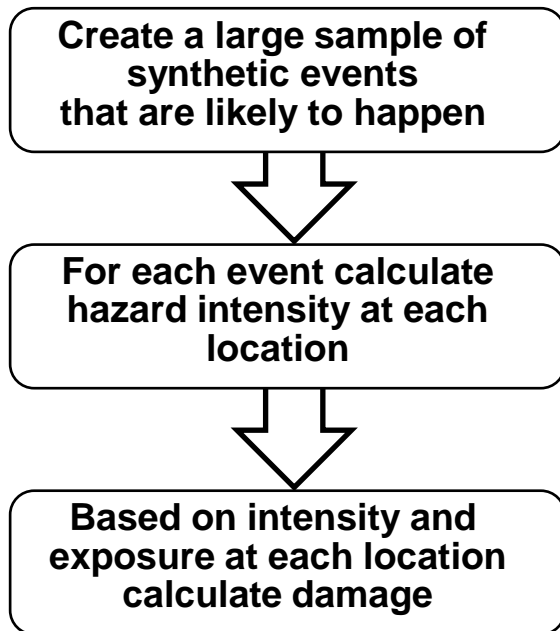 Create a large sample of
synthetic events
that are likely to happen
For each event calculate
hazard intensity at each
location
Based on intensity and
exposure at each location
calculate damage